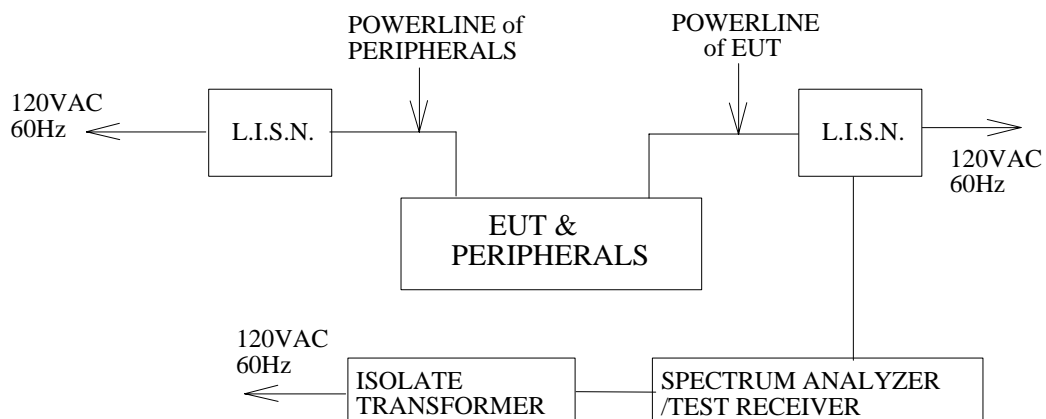 POWERLINE of
PERIPHERALS
POWERLINE
of EUT
120VAC
60Hz
L.I.S.N.
L.I.S.N.
120VAC
60Hz
EUT &
PERIPHERALS
120VAC
60Hz
ISOLATE
TRANSFORMER
SPECTRUM ANALYZER
/TEST RECEIVER